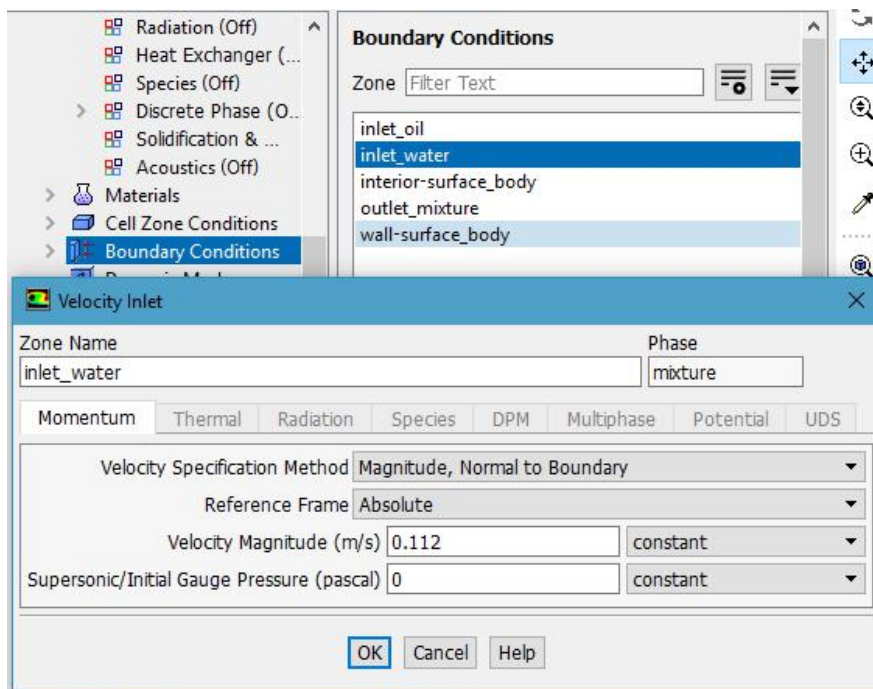 Radiation (Off)
Heat Exchanger (...
Species (Off)
Discrete Phase (O...
Solidification & ...
Acoustics (Off)
Materials
Cell Zone Conditions
Boundary Conditions
Boundary Conditions
Zone Filter Text
inlet_oil
inlet_water
interior-surface_body
outlet_mixture
wall-surface_body
Velocity Inlet
Zone Name Phase
inlet_water mixture
Momentum Thermal Radiation Species DPM Multiphase Potential UDS
Velocity Specification Method Magnitude, Normal to Boundary
Reference Frame Absolute
Velocity Magnitude (m/s) 0.112 constant
Supersonic/Initial Gauge Pressure (pascal) 0 constant
OK Cancel Help